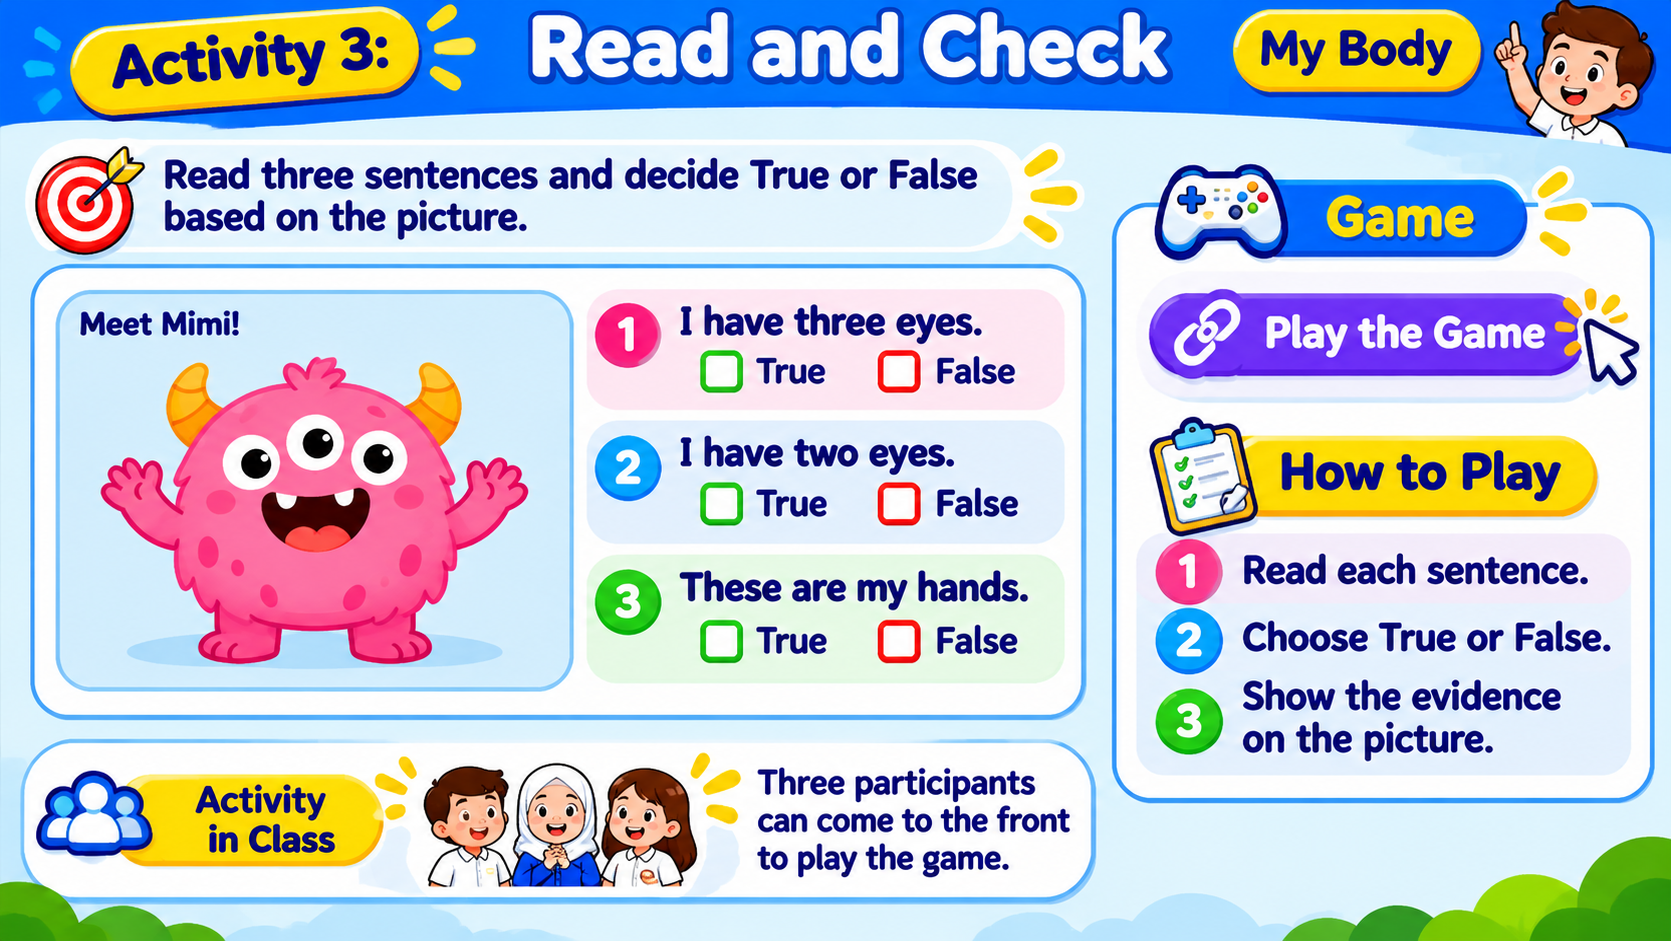 Activity 3:
Read and Check
My Body
Read three sentences and decide True or False
based on the picture.
Meet Mimi!
1
I have three eyes.
True False
2
I have two eyes.
True False
3
These are my hands.
True False
Activity
in Class
Three participants
can come to the front
to play the game.
Game
Play the Game
How to Play
1 Read each sentence.
2 Choose True or False.
3 Show the evidence
on the picture.